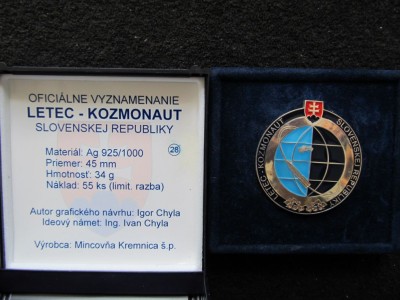 OFICIÁLNE VYZNAMENANIE
LETEC - KOZMONAUT
SLOVENSKEJ REPUBLIKY
Materiál: Ag 925/1000
28
Priemer: 45 mm
Hmotnosť: 34 g
Náklad: 55 ks (limit. razba)
Autor grafického návrhu: Igor Chyla
Ideový námet: Ing. Ivan Chyla
Výrobca: Mincovňa Kremnica š.p.
LETEC - KOZMONAUT
SLOVENSKEJ REPUBLIKY